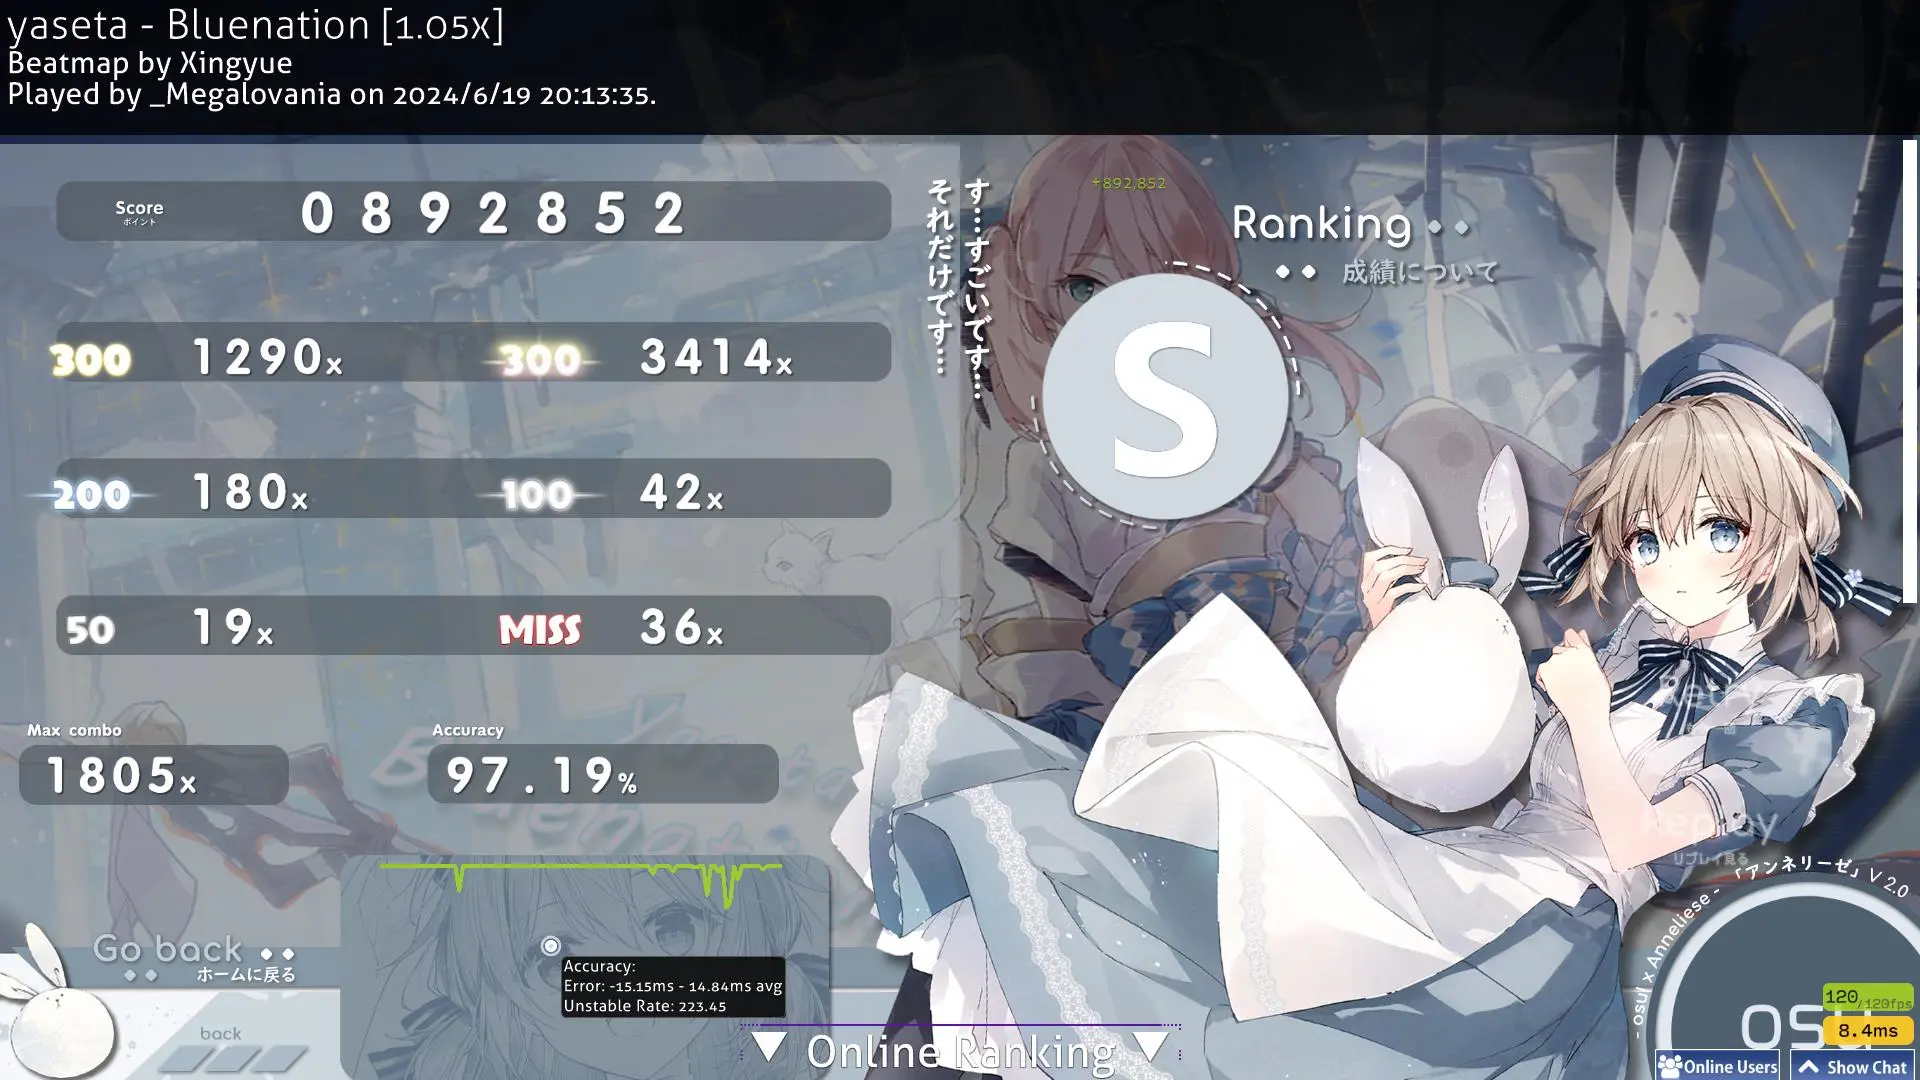 yaseta - Bluenation [1.05x]
Beatmap by Xingyue
Played by _Megalovania on 2024/6/19 20:13:35.
Score
ポイント
0892852
300 1290x 300 3414x
200 180x 100 42x
50 19x MISS 36x
Max combo
1805x
Accuracy
97.19%
す…すごいです…
それだけです…
+892,852
Ranking
成績について
S
Replay
リプレイ見る
Go back
ホームに戻る
back
Accuracy:
Error: -15.15ms - 14.84ms avg
Unstable Rate: 223.45
Online Ranking
- osu! x Anneliese - 「アンネリーゼ」 V 2.0
osu
120/120fps
8.4ms
Online Users
Show Chat